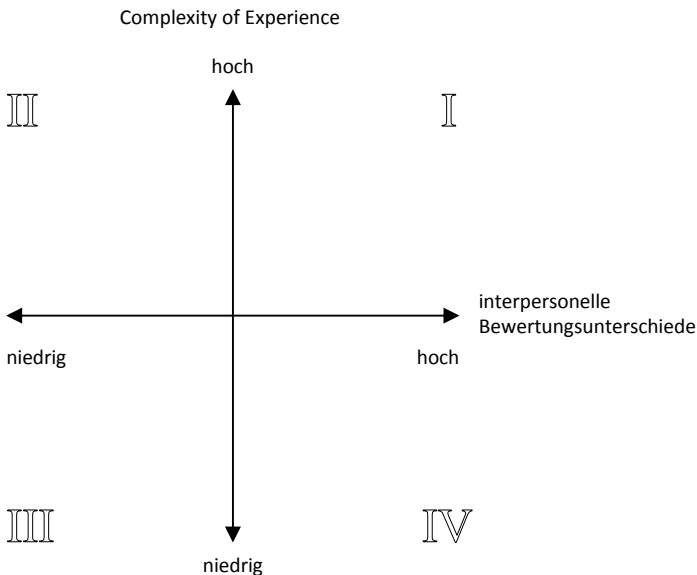 Complexity of Experience
hoch
II
I
interpersonelle
Bewertungsunterschiede
niedrig
hoch
III
IV
niedrig